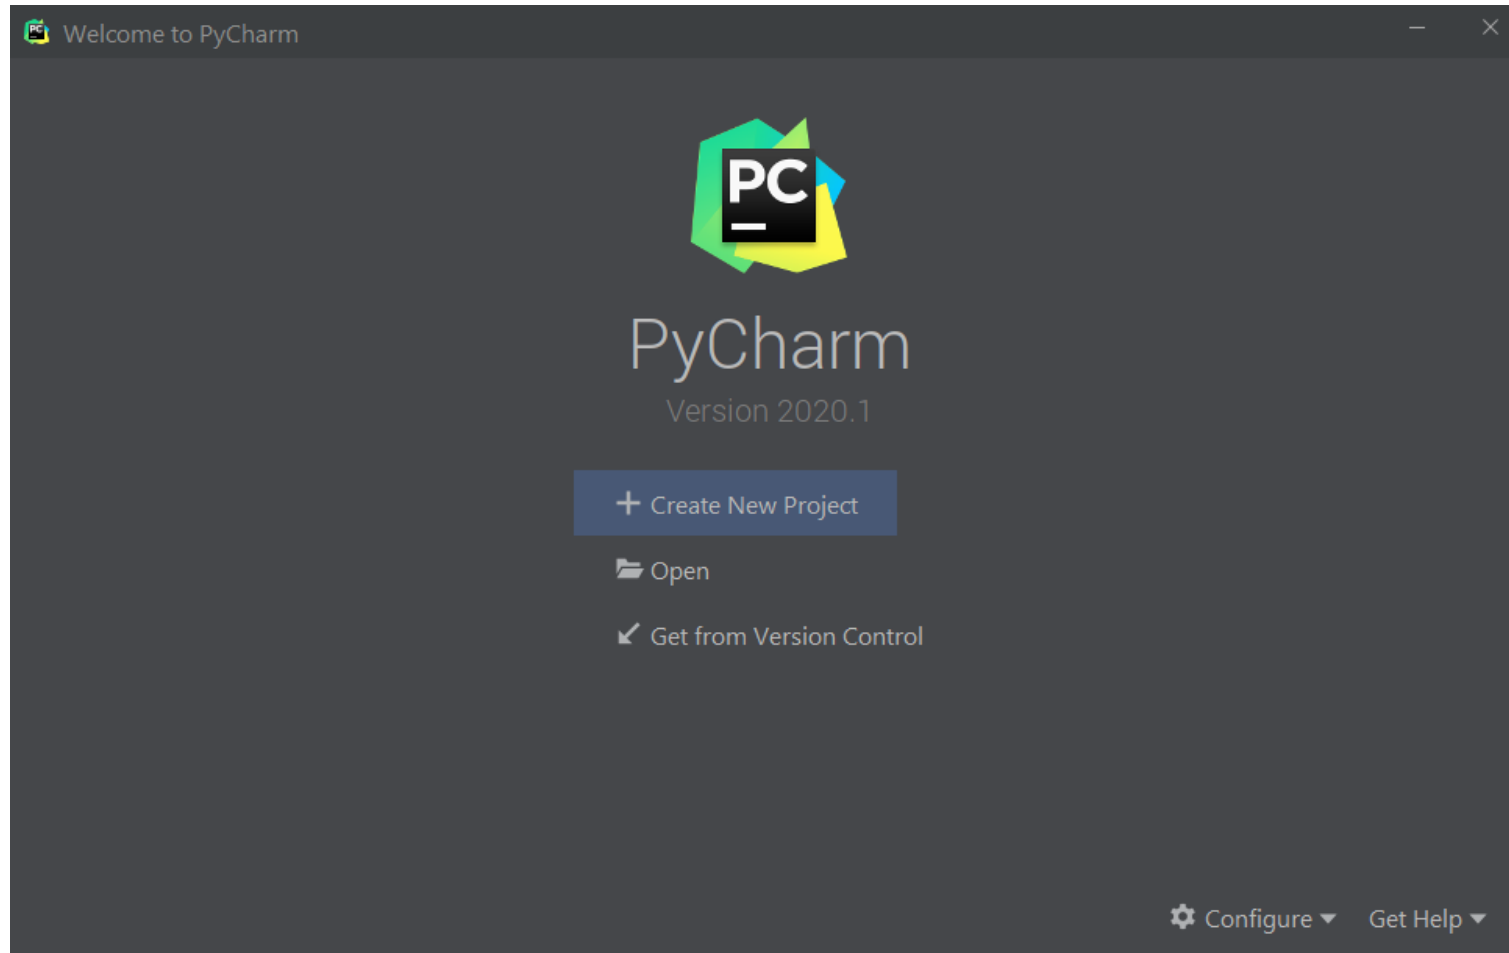 Welcome to PyCharm
PC
PyCharm
Version 2020.1
Create New Project
Open
Get from Version Control
Configure
Get Help